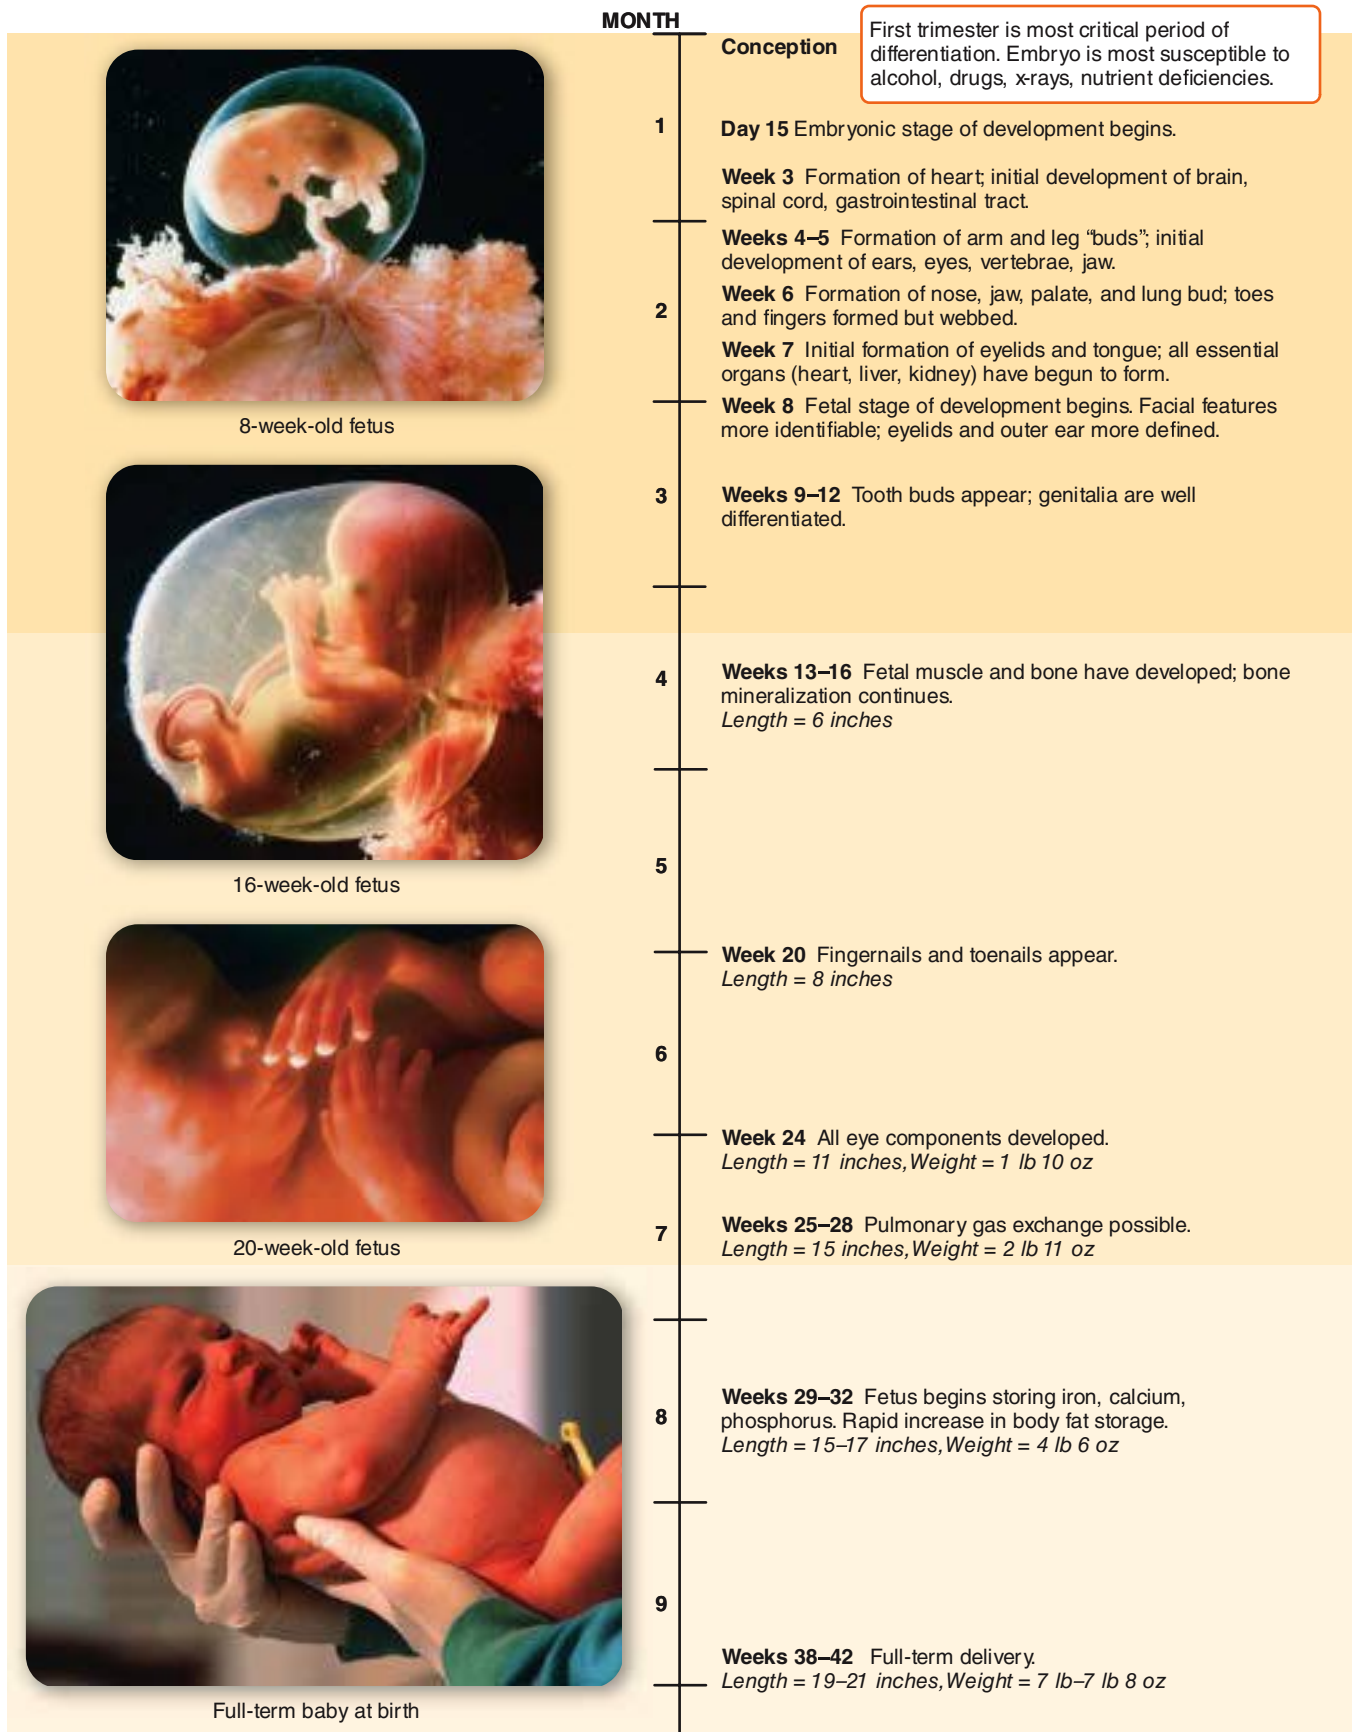 MONTH
Conception
First trimester is most critical period of
differentiation. Embryo is most susceptible to
alcohol, drugs, x-rays, nutrient deficiencies.
1
Day 15 Embryonic stage of development begins.
Week 3 Formation of heart; initial development of brain,
spinal cord, gastrointestinal tract.
Weeks 4–5 Formation of arm and leg “buds”; initial
development of ears, eyes, vertebrae, jaw.
2
Week 6 Formation of nose, jaw, palate, and lung bud; toes
and fingers formed but webbed.
Week 7 Initial formation of eyelids and tongue; all essential
organs (heart, liver, kidney) have begun to form.
8-week-old fetus
Week 8 Fetal stage of development begins. Facial features
more identifiable; eyelids and outer ear more defined.
3
Weeks 9–12 Tooth buds appear; genitalia are well
differentiated.
4
Weeks 13–16 Fetal muscle and bone have developed; bone
mineralization continues.
Length = 6 inches
5
16-week-old fetus
Week 20 Fingernails and toenails appear.
Length = 8 inches
6
Week 24 All eye components developed.
Length = 11 inches, Weight = 1 lb 10 oz
20-week-old fetus
7
Weeks 25–28 Pulmonary gas exchange possible.
Length = 15 inches, Weight = 2 lb 11 oz
8
Weeks 29–32 Fetus begins storing iron, calcium,
phosphorus. Rapid increase in body fat storage.
Length = 15–17 inches, Weight = 4 lb 6 oz
9
Weeks 38–42 Full-term delivery.
Length = 19–21 inches, Weight = 7 lb–7 lb 8 oz
Full-term baby at birth